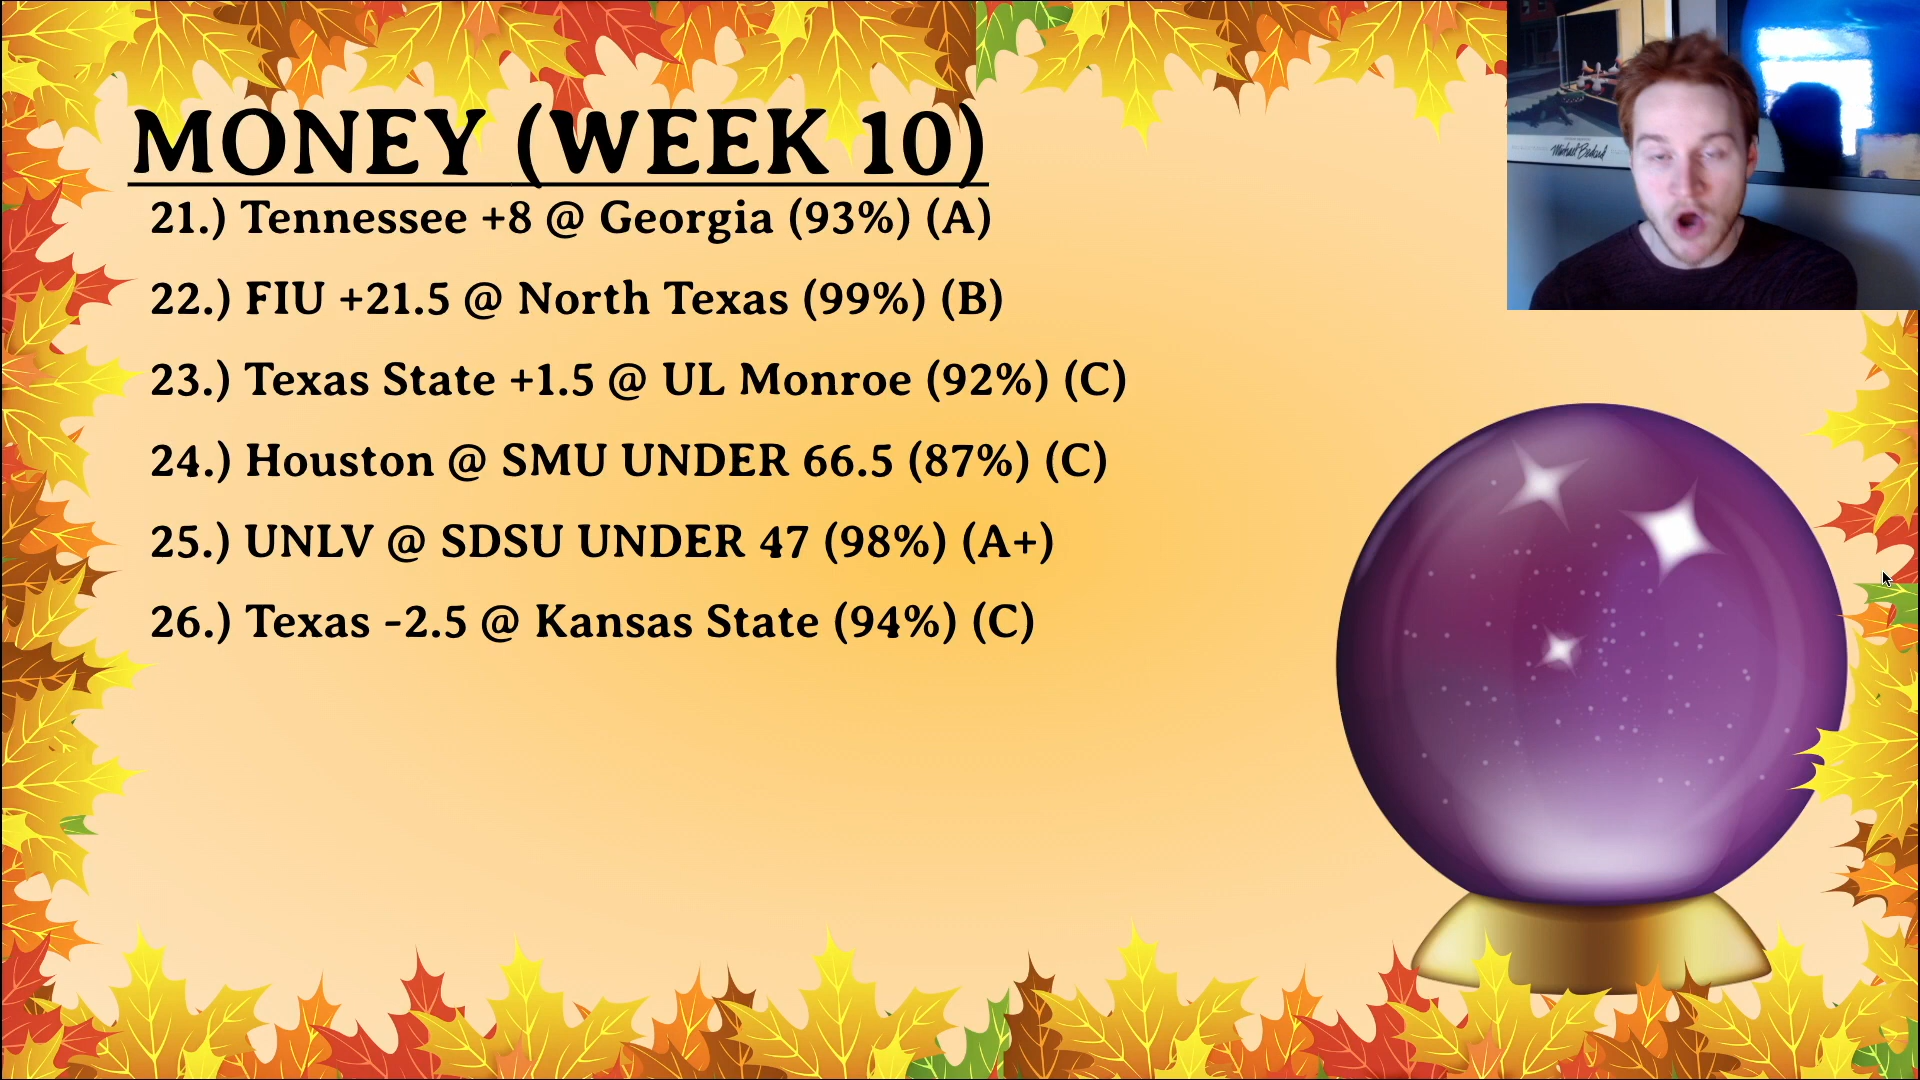 MONEY (WEEK 10)
21.) Tennessee +8 @ Georgia (93%) (A)
22.) FIU +21.5 @ North Texas (99%) (B)
23.) Texas State +1.5 @ UL Monroe (92%) (C)
24.) Houston @ SMU UNDER 66.5 (87%) (C)
25.) UNLV @ SDSU UNDER 47 (98%) (A+)
26.) Texas -2.5 @ Kansas State (94%) (C)
Michael Bedard